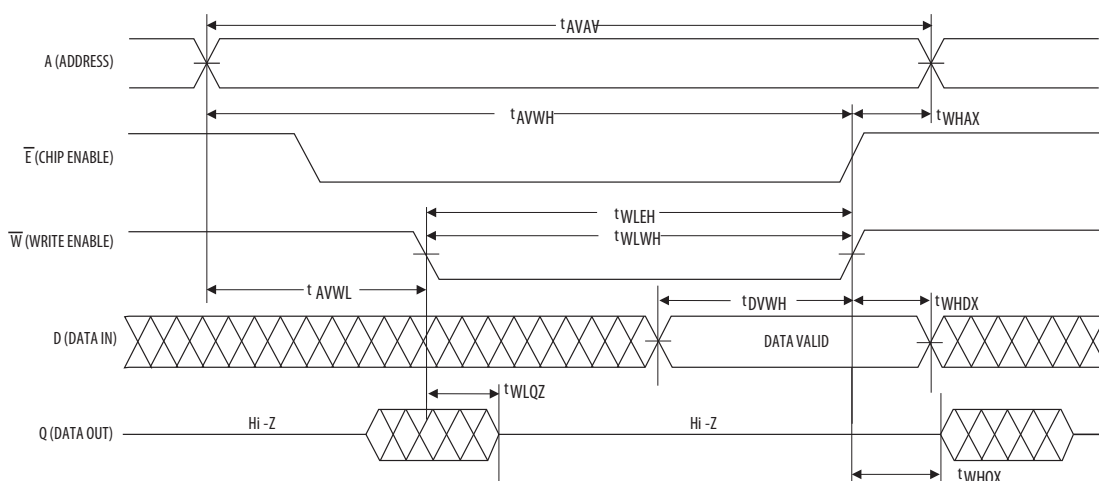 tAVAV
A (ADDRESS)
tAVWH
tWHAX
E (CHIP ENABLE)
tWLEH
W (WRITE ENABLE)
tWLWH
tAVWL
tDVWH
tWHDX
D (DATA IN)
DATA VALID
tWLQZ
Hi -Z
Hi -Z
Q (DATA OUT)
tWHQX